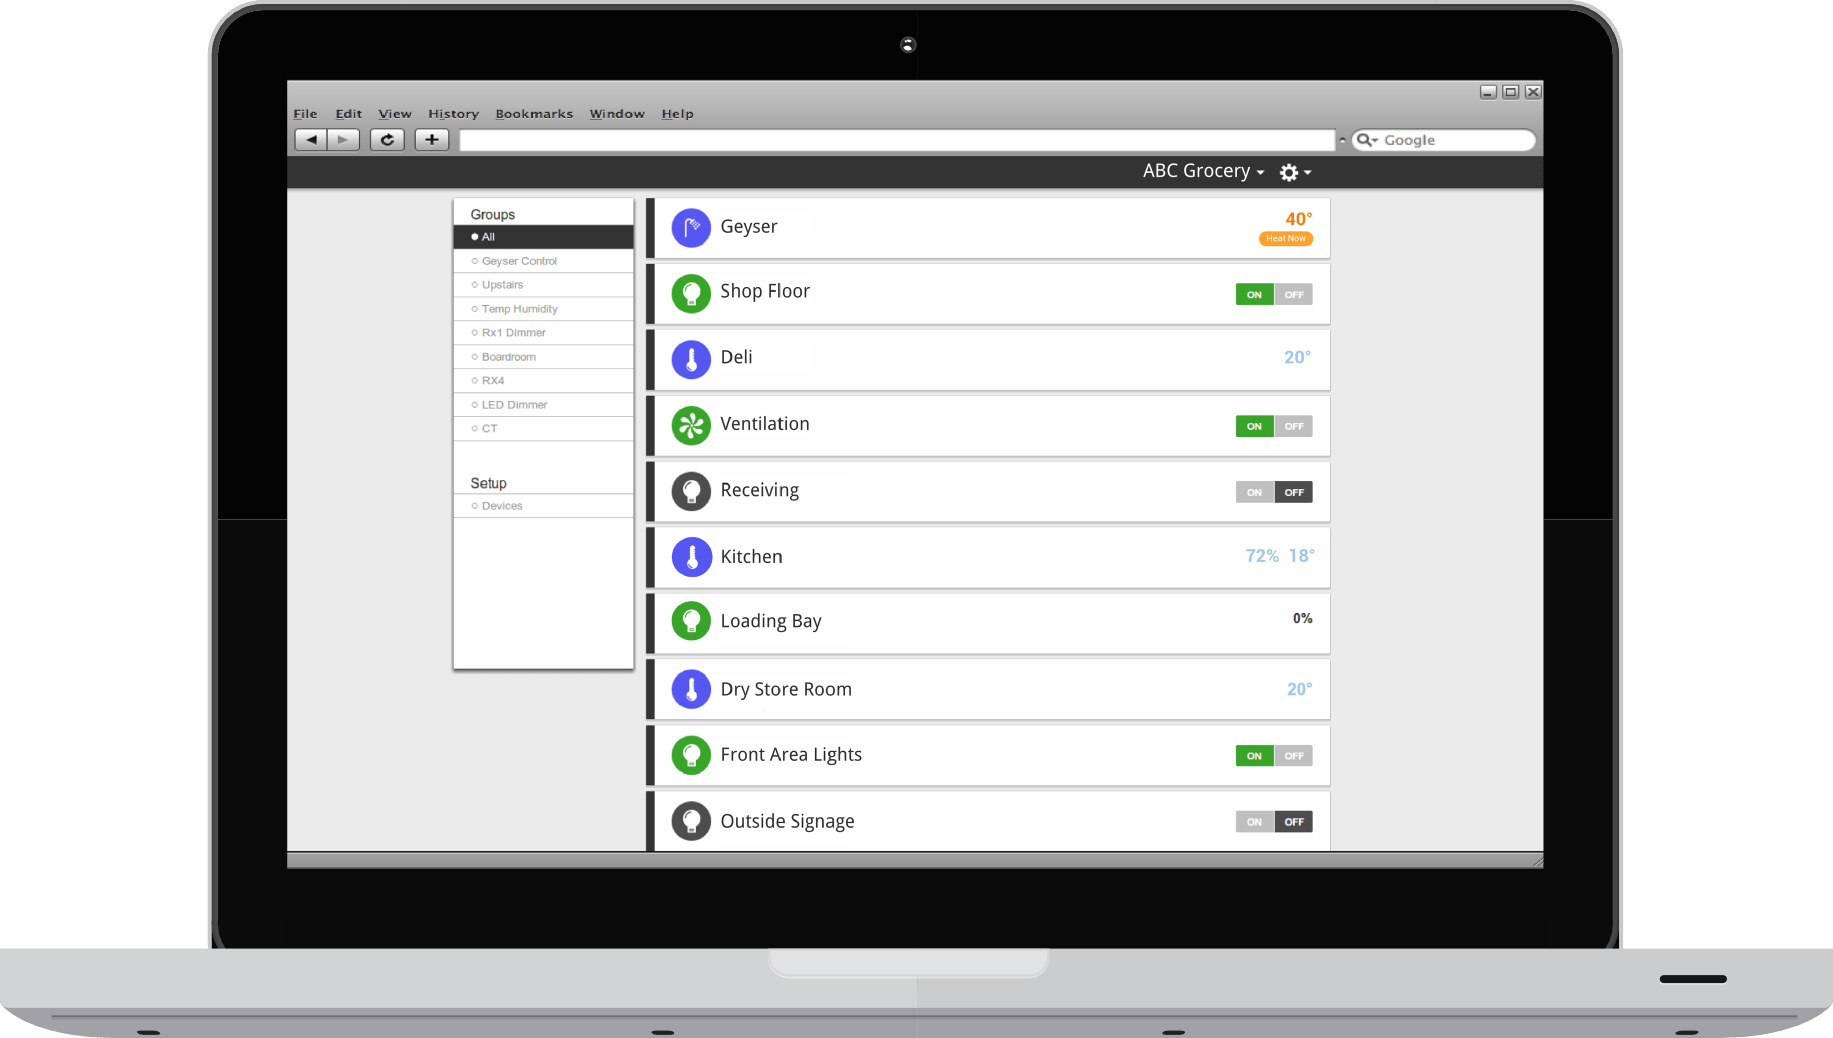 File Edit View History Bookmarks Window Help
Google
ABC Grocery
Groups
All
Geyser Control
Upstairs
Temp Humidity
Rx1 Dimmer
Boardroom
RX4
LED Dimmer
CT
Setup
Devices
Geyser 40°
Heat Now
Shop Floor ON OFF
Deli 20°
Ventilation ON OFF
Receiving ON OFF
Kitchen 72% 18°
Loading Bay 0%
Dry Store Room 20°
Front Area Lights ON OFF
Outside Signage ON OFF